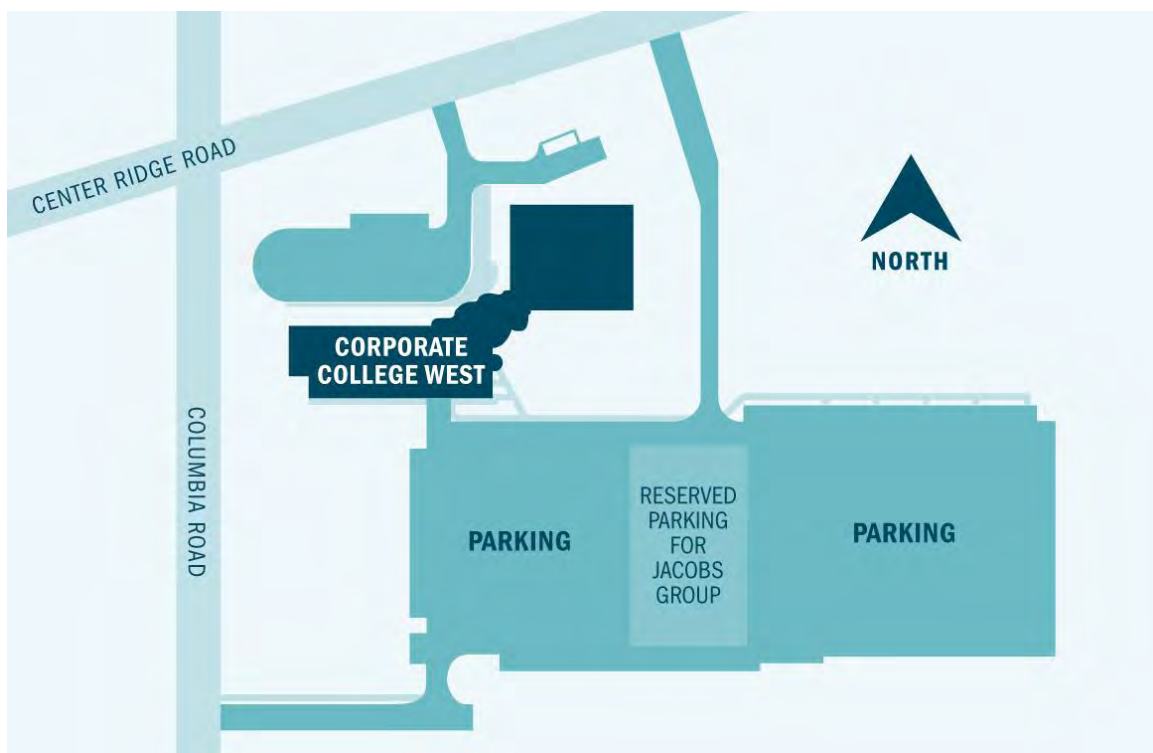 CENTER RIDGE ROAD
NORTH
CORPORATE
COLLEGE WEST
COLUMBIA ROAD
PARKING
RESERVED
PARKING
FOR
JACOBS
GROUP
PARKING